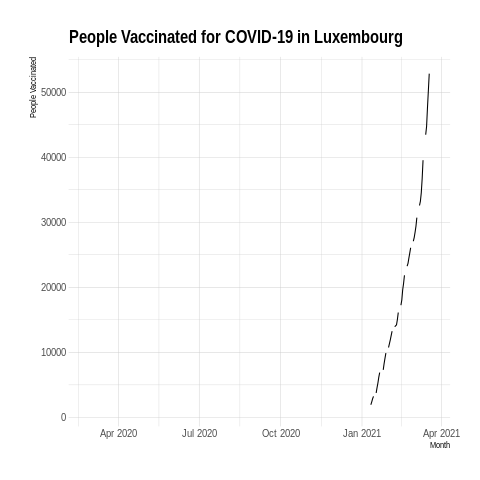 People Vaccinated for COVID-19 in Luxembourg
People Vaccinated
50000
40000
30000
20000
10000
0
Apr 2020 Jul 2020 Oct 2020 Jan 2021 Apr 2021
Month